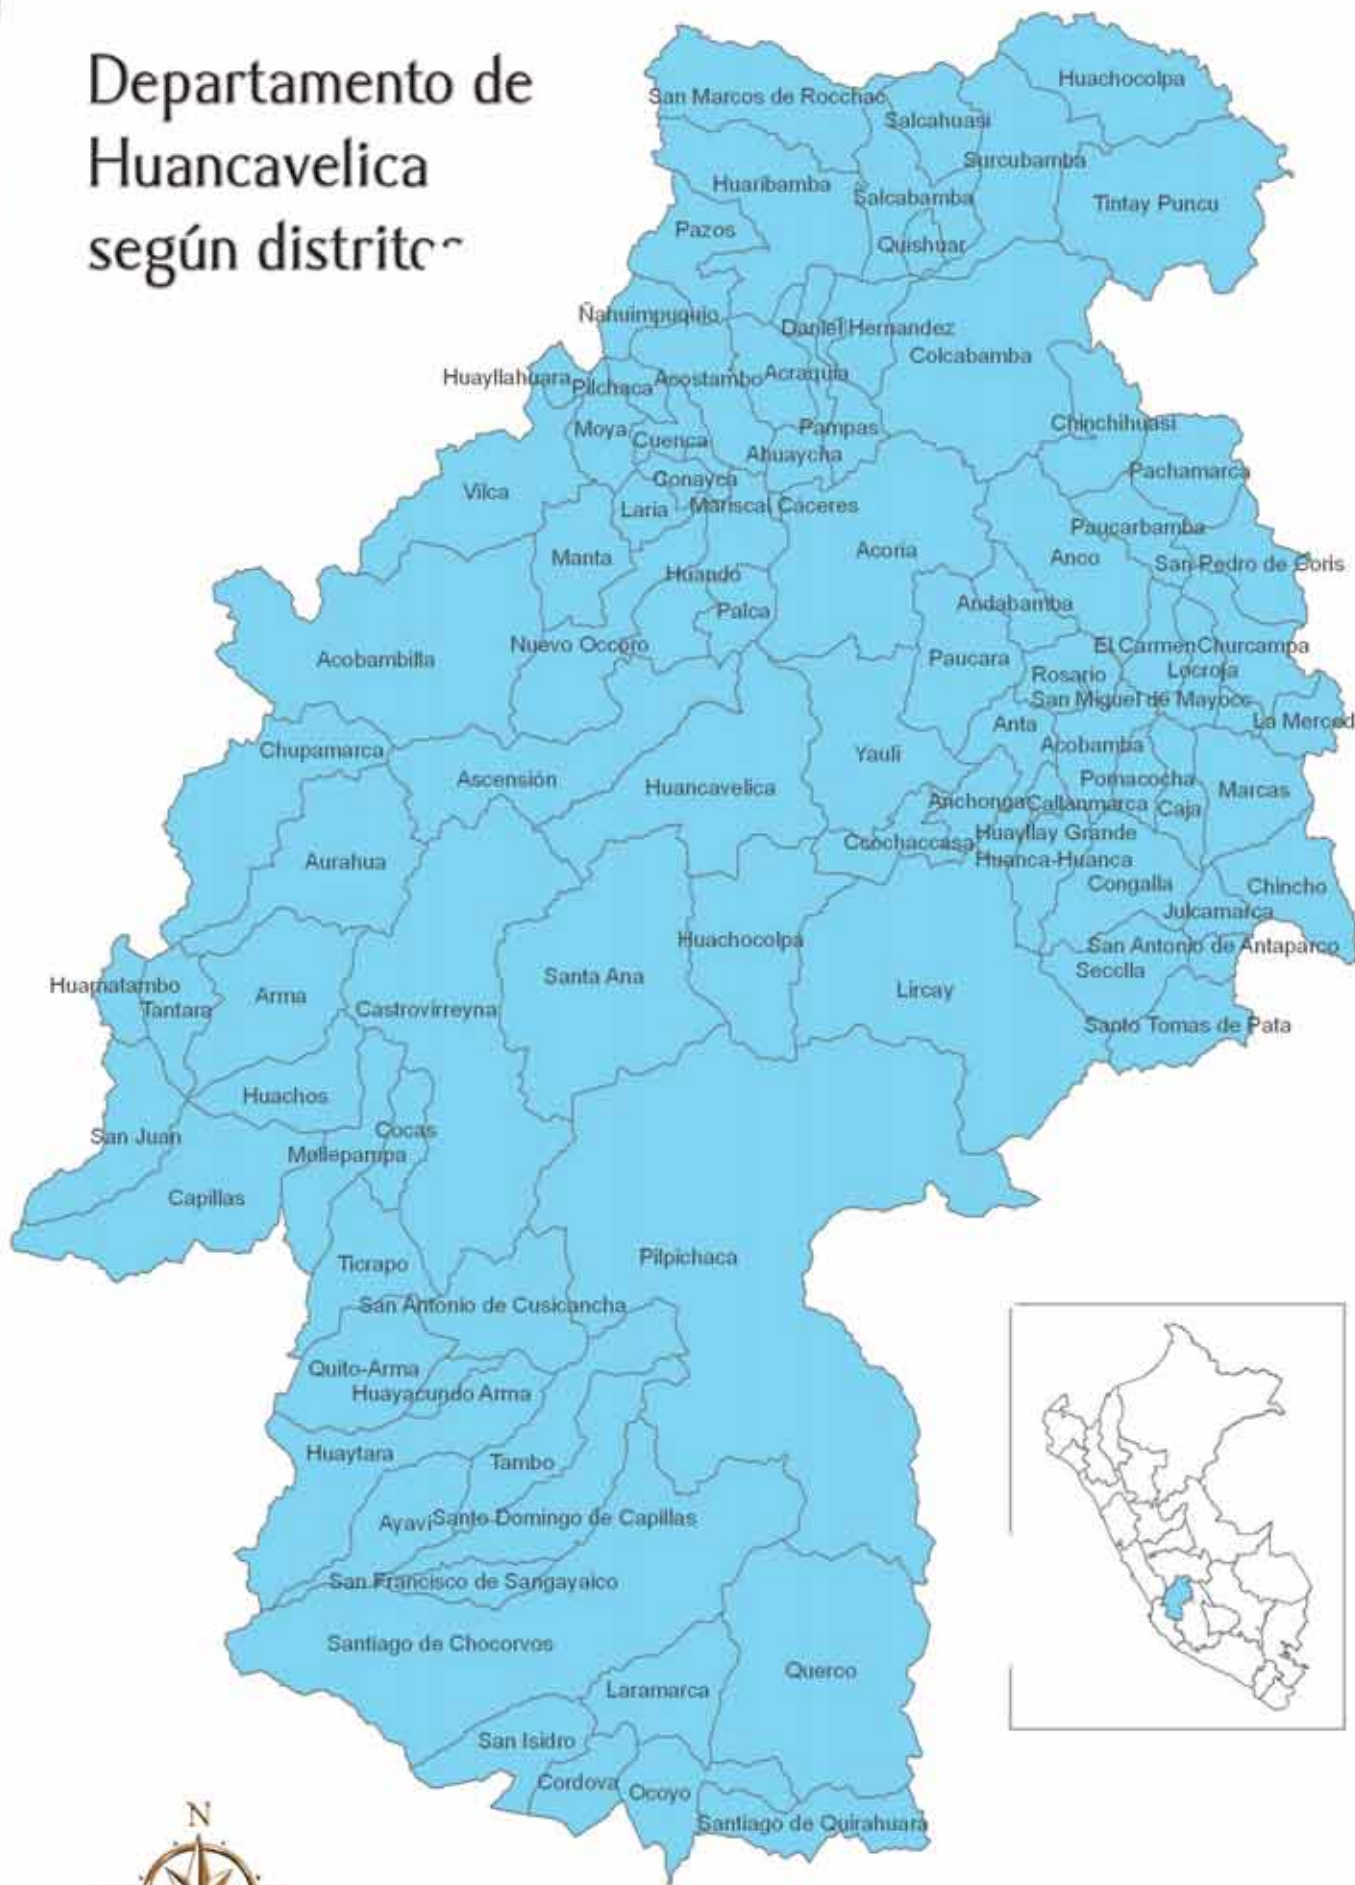 Departamento de
Huancavelica
según distritos
Huachocolpa
San Marcos de Rocchac
Salcahuasi
Surcubamba
Huaribamba
Salcabamba
Tintay Puncu
Pazos
Quishuar
Ñahuimpuquio
Daniel Hernandez
Colcabamba
Huayllahuara
Pilchaca
Acostambo
Acraquia
Moya
Cuenca
Pampas
Chinchihuasi
Ahuaycha
Pachamarca
Vilca
Conayca
Laria
Mariscal Caceres
Paucarbamba
Manta
Acoria
Anco
San Pedro de Coris
Huando
Palca
Andabamba
Nuevo Occoro
Acobambilla
Paucara
El Carmen
Churcampa
Rosario
Locroja
San Miguel de Mayocc
Anta
La Merced
Chupamarca
Yauli
Acobamba
Ascensión
Huancavelica
Pomacocha
Marcas
Anchonga
Callanmarca
Caja
Ccochaccasa
Huayllay Grande
Aurahua
Huanca-Huanca
Congalla
Chincho
Julcamarca
Huachocolpa
San Antonio de Antaparco
Santa Ana
Secclla
Huamatambo
Tantara
Arma
Castrovirreyna
Lircay
Santo Tomas de Pata
Huachos
San Juan
Cocas
Mollepampa
Capillas
Ticrapo
Pilpichaca
San Antonio de Cusicancha
Quito-Arma
Huayacundo Arma
Huaytara
Tambo
Ayavi
Santo Domingo de Capillas
San Francisco de Sangayaico
Santiago de Chocorvos
Querco
Laramarca
San Isidro
Cordova
Ocoyo
Santiago de Quirahuara
N